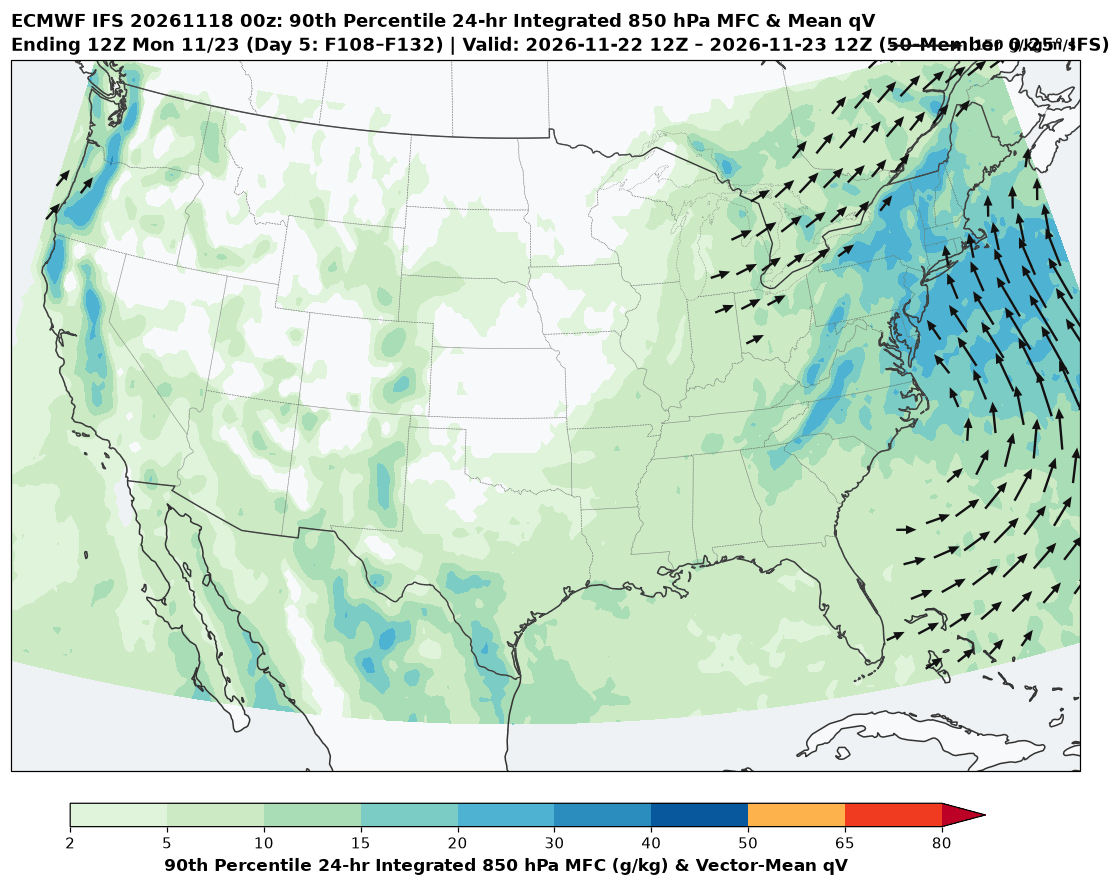 ECMWF IFS 20261118 00z: 90th Percentile 24-hr Integrated 850 hPa MFC & Mean qV
Ending 12Z Mon 11/23 (Day 5: F108–F132) | Valid: 2026-11-22 12Z – 2026-11-23 12Z (50-Member 0.25° IFS)
150 g/kg·m/s
2 5 10 15 20 30 40 50 65 80
90th Percentile 24-hr Integrated 850 hPa MFC (g/kg) & Vector-Mean qV